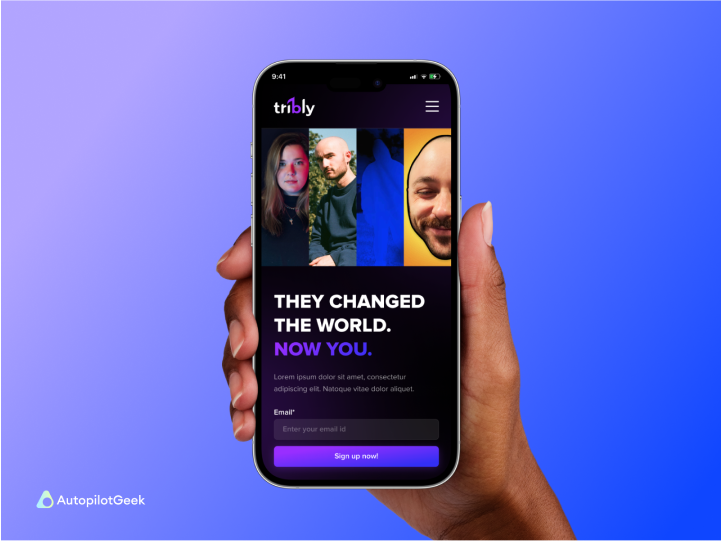 9:41
tribly
THEY CHANGED
THE WORLD.
NOW YOU.
Lorem ipsum dolor sit amet, consectetur
adipiscing elit. Natoque vitae dolor aliquet.
Email*
Enter your email id
Sign up now!
AutopilotGeek